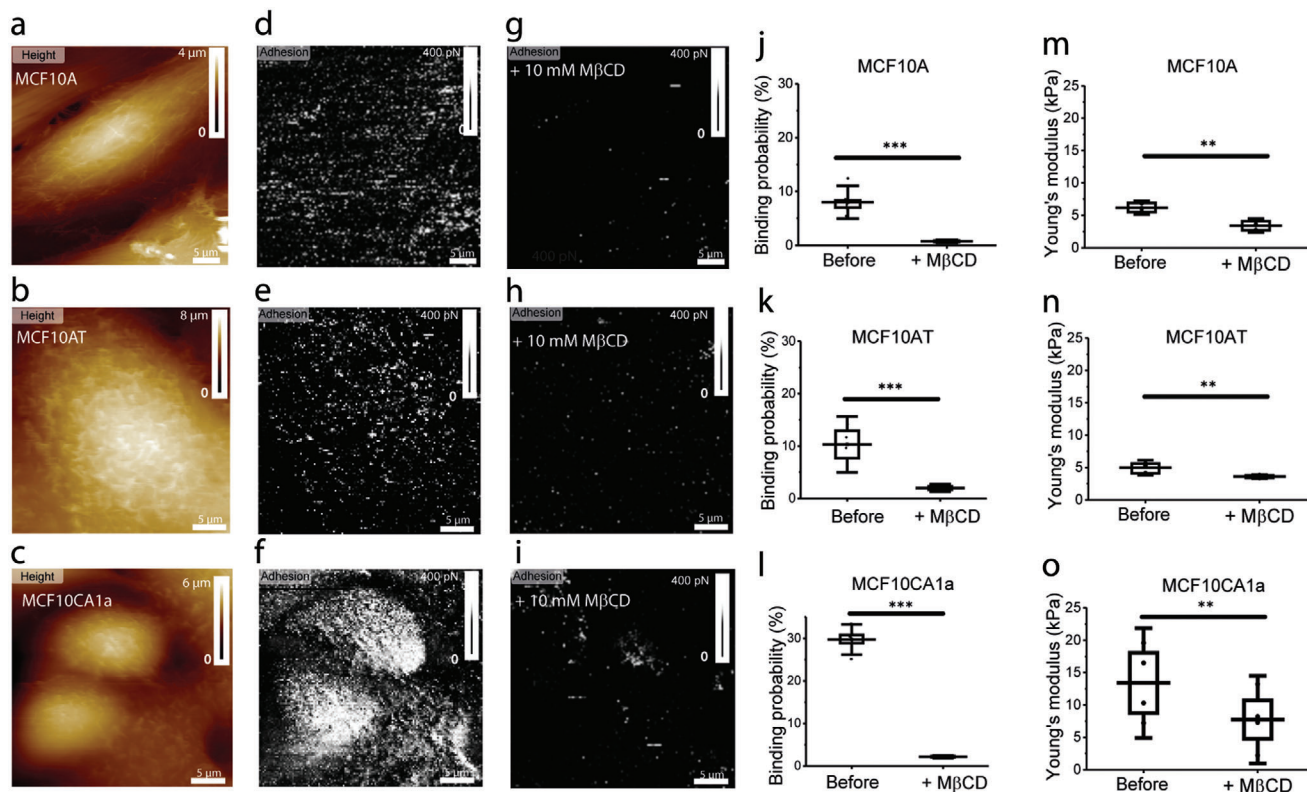 a
Height
4 µm
MCF10A
0
5 µm
d
Adhesion
400 pN
0
5 µm
g
Adhesion
400 pN
+ 10 mM MβCD
0
400 pN
5 µm
j
MCF10A
Binding probability (%)
30
20
10
0
***
Before
+ MβCD
m
MCF10A
Young's modulus (kPa)
25
20
15
10
5
0
**
Before
+ MβCD
b
Height
8 µm
MCF10AT
0
5 µm
e
Adhesion
400 pN
0
5 µm
h
Adhesion
400 pN
+ 10 mM MβCD
0
5 µm
k
MCF10AT
Binding probability (%)
30
20
10
0
***
Before
+ MβCD
n
MCF10AT
Young's modulus (kPa)
25
20
15
10
5
0
**
Before
+ MβCD
c
Height
6 µm
MCF10CA1a
0
5 µm
f
Adhesion
400 pN
0
5 µm
i
Adhesion
400 pN
+ 10 mM MβCD
0
5 µm
l
MCF10CA1a
Binding probability (%)
30
20
10
0
***
Before
+ MβCD
o
MCF10CA1a
Young's modulus (kPa)
25
20
15
10
5
0
**
Before
+ MβCD